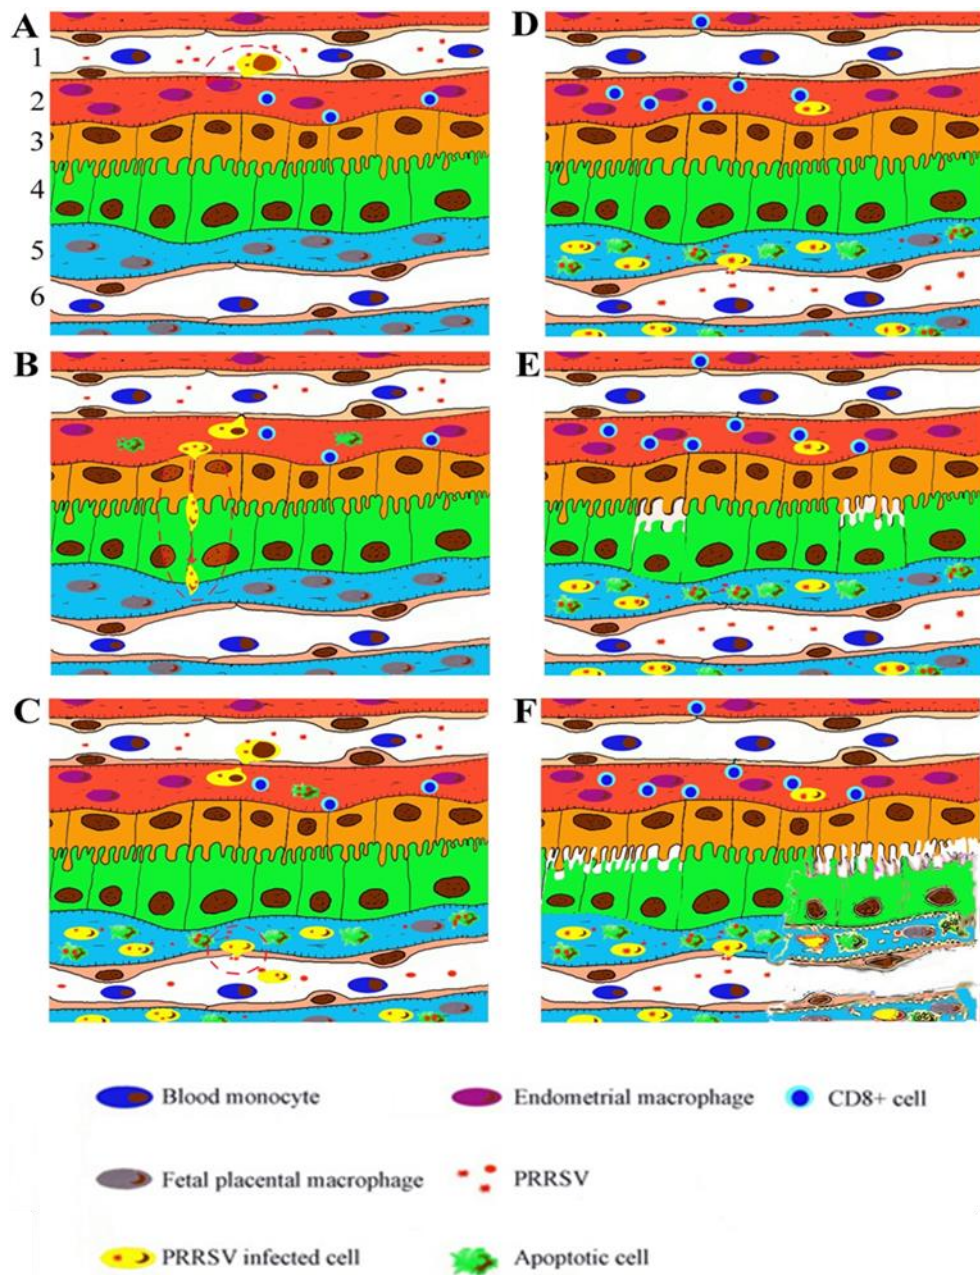 A
D
1
2
3
4
5
6
B
E
C
F
Blood monocyte
Endometrial macrophage
CD8+ cell
Fetal placental macrophage
PRRSV
PRRSV infected cell
Apoptotic cell